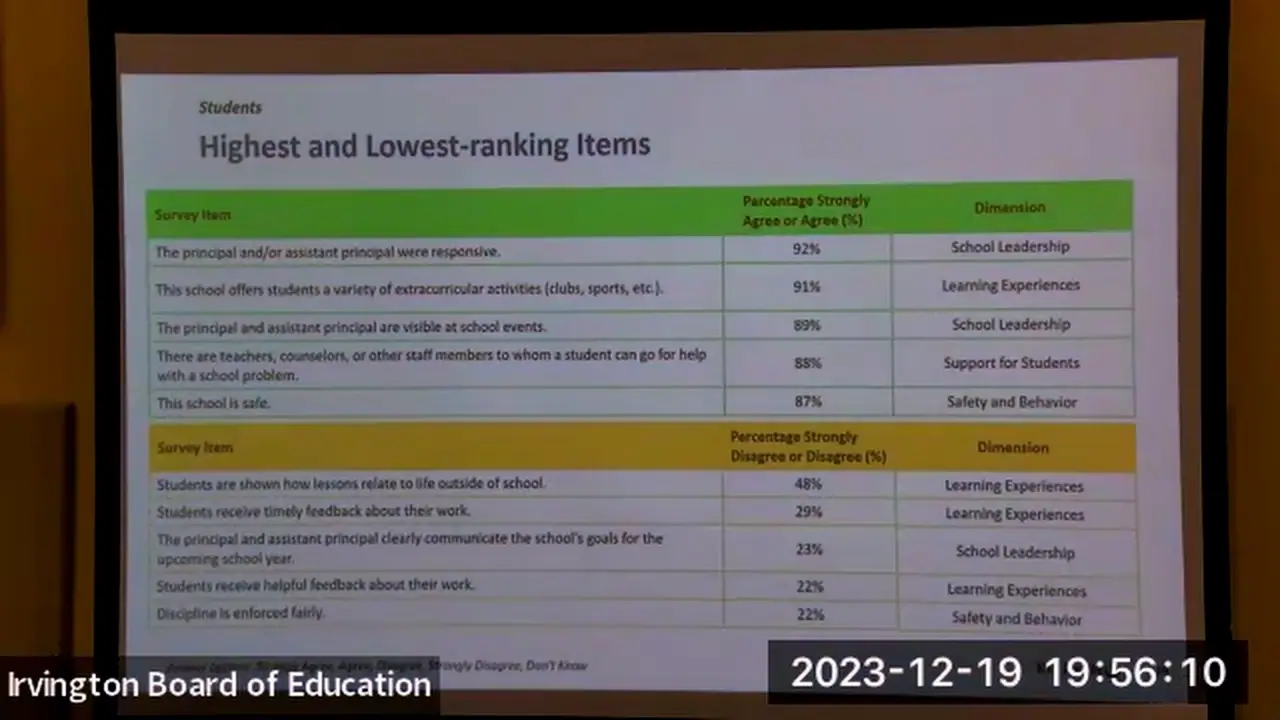 Students
Highest and Lowest-ranking Items
Survey Item
Percentage Strongly
Agree or Agree (%)
Dimension
The principal and/or assistant principal were responsive.
92%
School Leadership
This school offers students a variety of extracurricular activities (clubs, sports, etc.).
91%
Learning Experiences
The principal and assistant principal are visible at school events.
89%
School Leadership
There are teachers, counselors, or other staff members to whom a student can go for help
with a school problem.
88%
Support for Students
This school is safe.
87%
Safety and Behavior
Survey Item
Percentage Strongly
Disagree or Disagree (%)
Dimension
Students are shown how lessons relate to life outside of school.
48%
Learning Experiences
Students receive timely feedback about their work.
29%
Learning Experiences
The principal and assistant principal clearly communicate the school's goals for the
upcoming school year.
23%
School Leadership
Students receive helpful feedback about their work.
22%
Learning Experiences
Discipline is enforced fairly.
22%
Safety and Behavior
Agree, Agree, Disagree, Strongly Disagree, Don't Know
Irvington Board of Education
2023-12-19 19:56:10